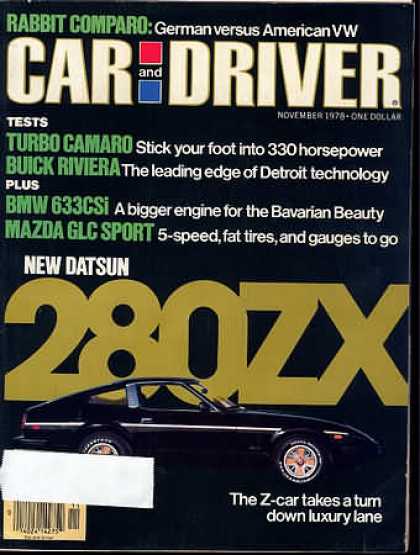 RABBIT COMPARO: German versus American VW
CAR and DRIVER
NOVEMBER 1978 • ONE DOLLAR
TESTS
TURBO CAMARO Stick your foot into 330 horsepower
BUICK RIVIERA The leading edge of Detroit technology
PLUS
BMW 633CSi A bigger engine for the Bavarian Beauty
MAZDA GLC SPORT 5-speed, fat tires, and gauges to go
NEW DATSUN
280ZX
The Z-car takes a turn
down luxury lane
11